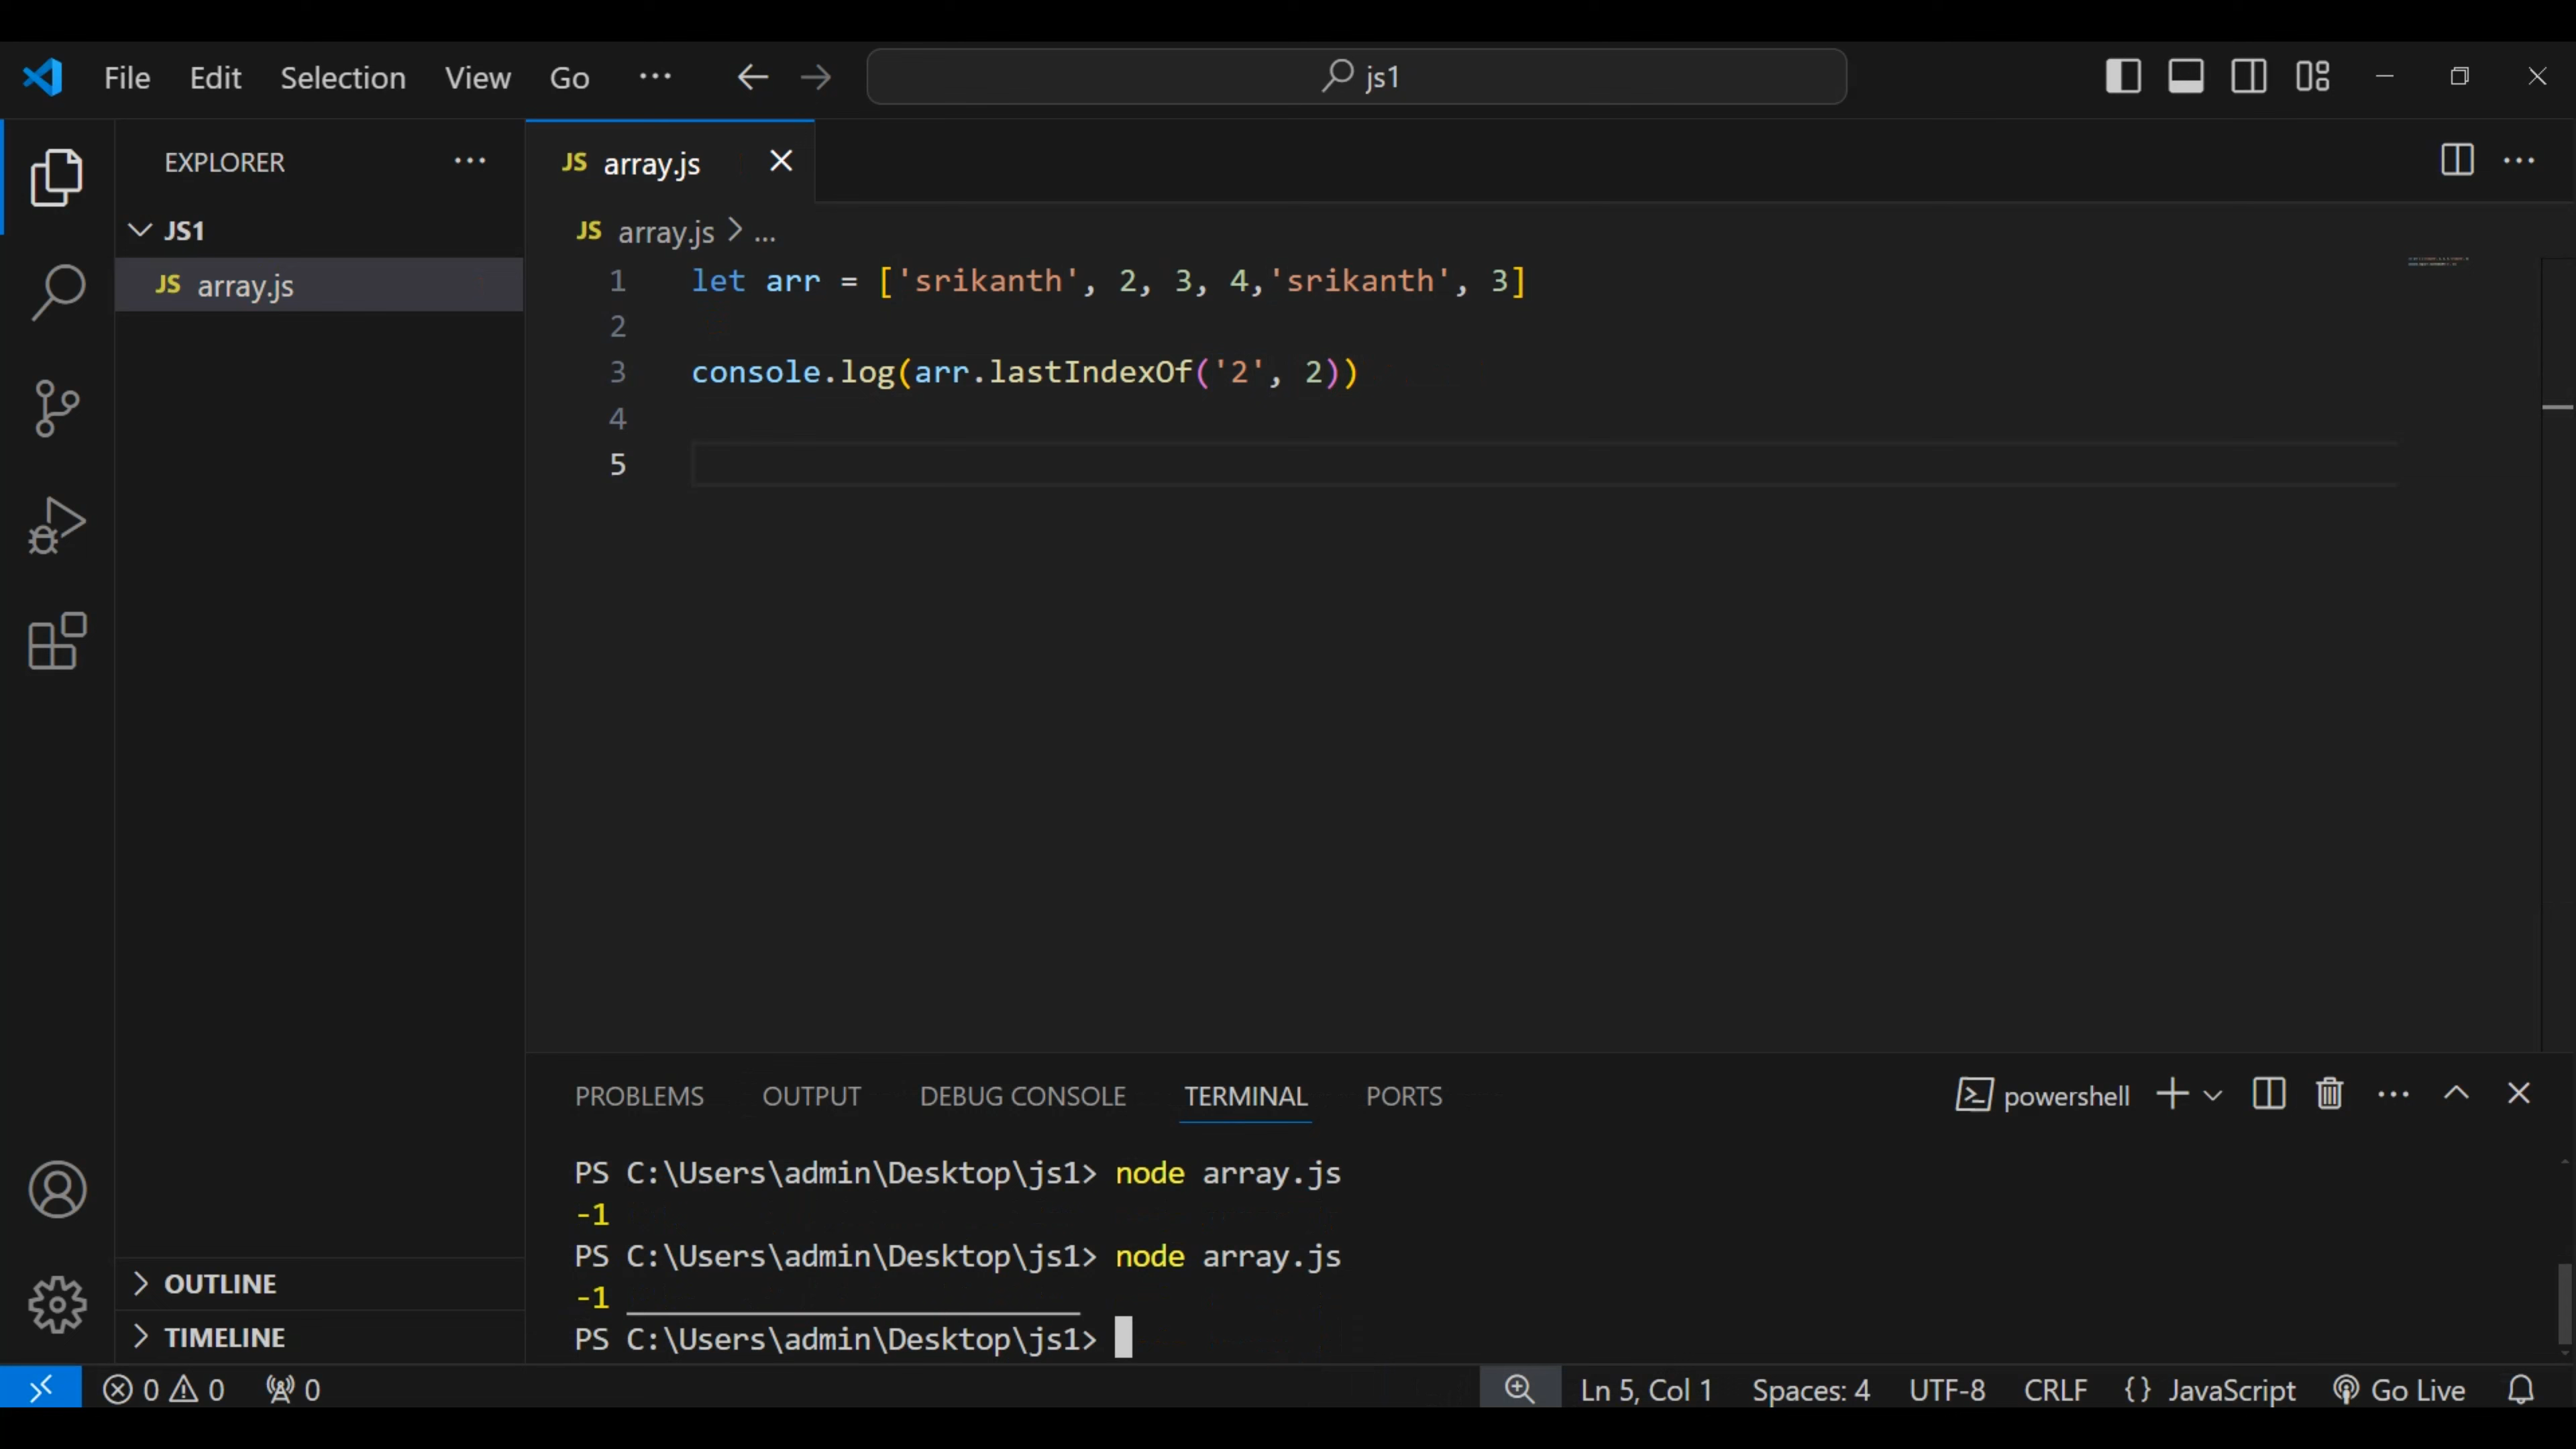 File Edit Selection View Go ... js1
EXPLORER ...
JS1
JS array.js
JS array.js
JS array.js > ...
1 let arr = ['srikanth', 2, 3, 4,'srikanth', 3]
2
3 console.log(arr.lastIndexOf('2', 2))
4
5
PROBLEMS OUTPUT DEBUG CONSOLE TERMINAL PORTS powershell
PS C:\Users\admin\Desktop\js1> node array.js
-1
PS C:\Users\admin\Desktop\js1> node array.js
-1
PS C:\Users\admin\Desktop\js1>
OUTLINE
TIMELINE
0 0 0 Ln 5, Col 1 Spaces: 4 UTF-8 CRLF {} JavaScript Go Live